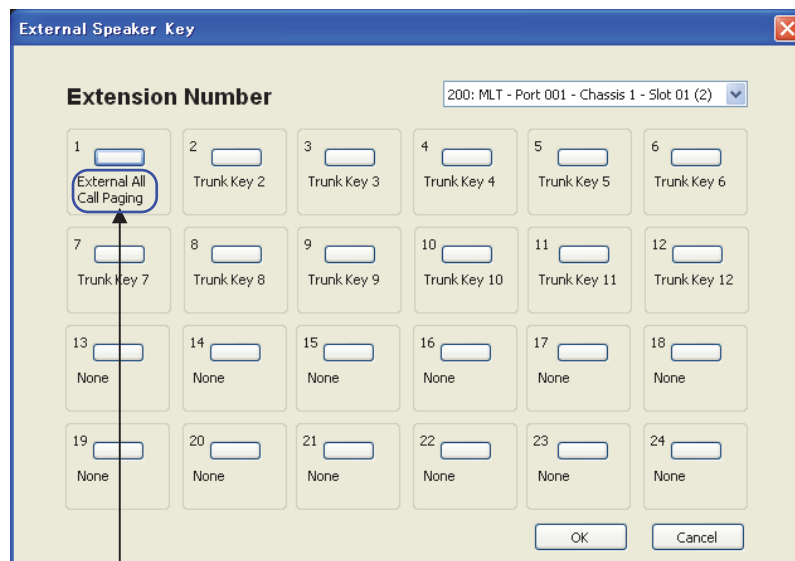 External Speaker Key
Extension Number
200: MLT - Port 001 - Chassis 1 - Slot 01 (2)
1
External All
Call Paging
2
Trunk Key 2
3
Trunk Key 3
4
Trunk Key 4
5
Trunk Key 5
6
Trunk Key 6
7
Trunk Key 7
8
Trunk Key 8
9
Trunk Key 9
10
Trunk Key 10
11
Trunk Key 11
12
Trunk Key 12
13
None
14
None
15
None
16
None
17
None
18
None
19
None
20
None
21
None
22
None
23
None
24
None
OK
Cancel